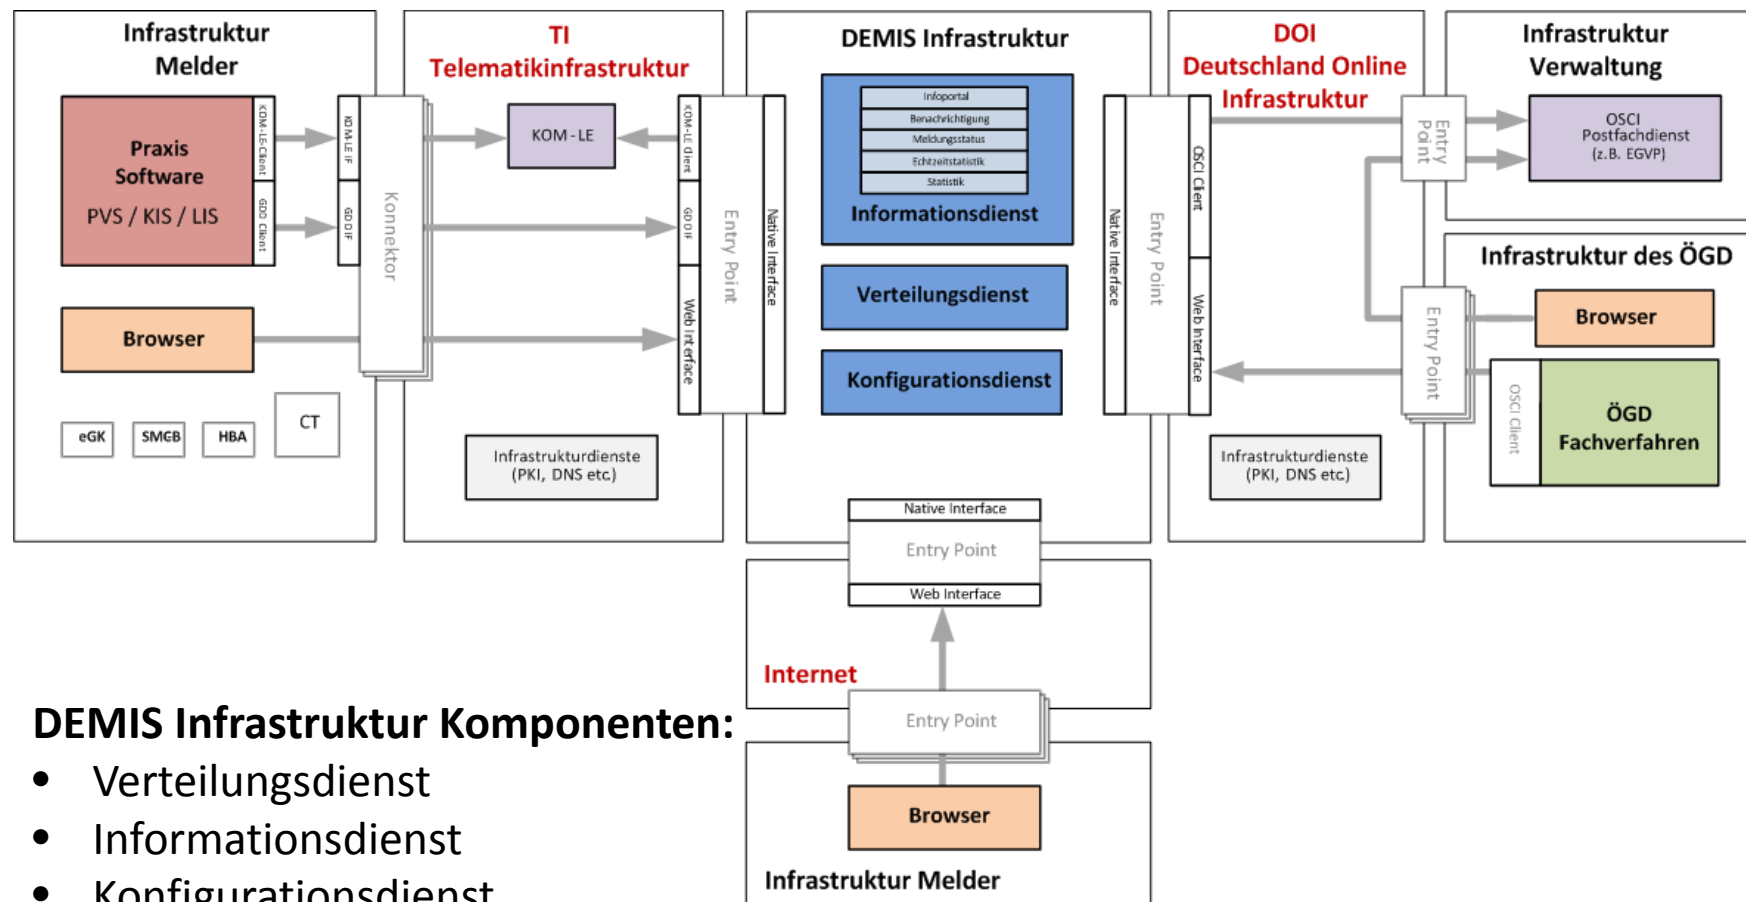 Infrastruktur
Melder
Praxis
Software
PVS / KIS / LIS
KOM-LE-Client
GDD Client
KOM-LE IF
GDD IF
Konnektor
Browser
eGK
SMCB
HBA
CT
TI
Telematikinfrastruktur
KOM - LE
KOM-LE client
GDD IF
Web Interface
Entry Point
Native Interface
Infrastrukturdienste
(PKI, DNS etc.)
DEMIS Infrastruktur
Infoportal
Benachrichtigung
Meldungsstatus
Echtzeitstatistik
Statistik
Informationsdienst
Verteilungsdienst
Konfigurationsdienst
Native Interface
Entry Point
OSCI Client
Web Interface
DOI
Deutschland Online
Infrastruktur
Infrastrukturdienste
(PKI, DNS etc)
Entry
Point
Infrastruktur
Verwaltung
OSCI
Postfachdienst
(z.B. EGVP)
Infrastruktur des ÖGD
Entry Point
Browser
OSCI Client
ÖGD
Fachverfahren
Native Interface
Entry Point
Web Interface
Internet
Entry Point
Browser
Infrastruktur Melder
DEMIS Infrastruktur Komponenten:
• Verteilungsdienst
• Informationsdienst
• Konfigurationsdienst